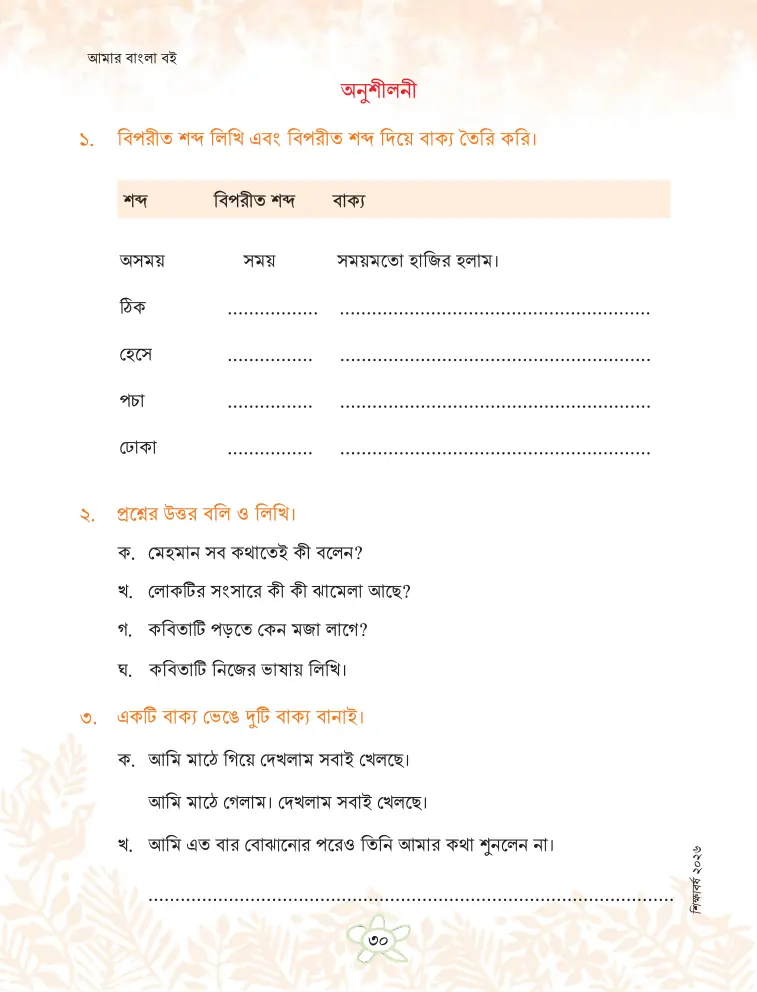 আমার বাংলা বই
অনুশীলনী
১. বিপরীত শব্দ লিখি এবং বিপরীত শব্দ দিয়ে বাক্য তৈরি করি।
শব্দ বিপরীত শব্দ বাক্য
অসময় সময় সময়মতো হাজির হলাম।
ঠিক ................. ..........................................................
হেসে ................ ..........................................................
পচা ................ ..........................................................
ঢোকা ................ ..........................................................
২. প্রশ্নের উত্তর বলি ও লিখি।
ক. মেহমান সব কথাতেই কী বলেন?
খ. লোকটির সংসারে কী কী ঝামেলা আছে?
গ. কবিতাটি পড়তে কেন মজা লাগে?
ঘ. কবিতাটি নিজের ভাষায় লিখি।
৩. একটি বাক্য ভেঙে দুটি বাক্য বানাই।
ক. আমি মাঠে গিয়ে দেখলাম সবাই খেলছে।
আমি মাঠে গেলাম। দেখলাম সবাই খেলছে।
খ. আমি এত বার বোঝানোর পরেও তিনি আমার কথা শুনলেন না।
..................................................................................................
শিক্ষাবর্ষ ২০২৬
৩০